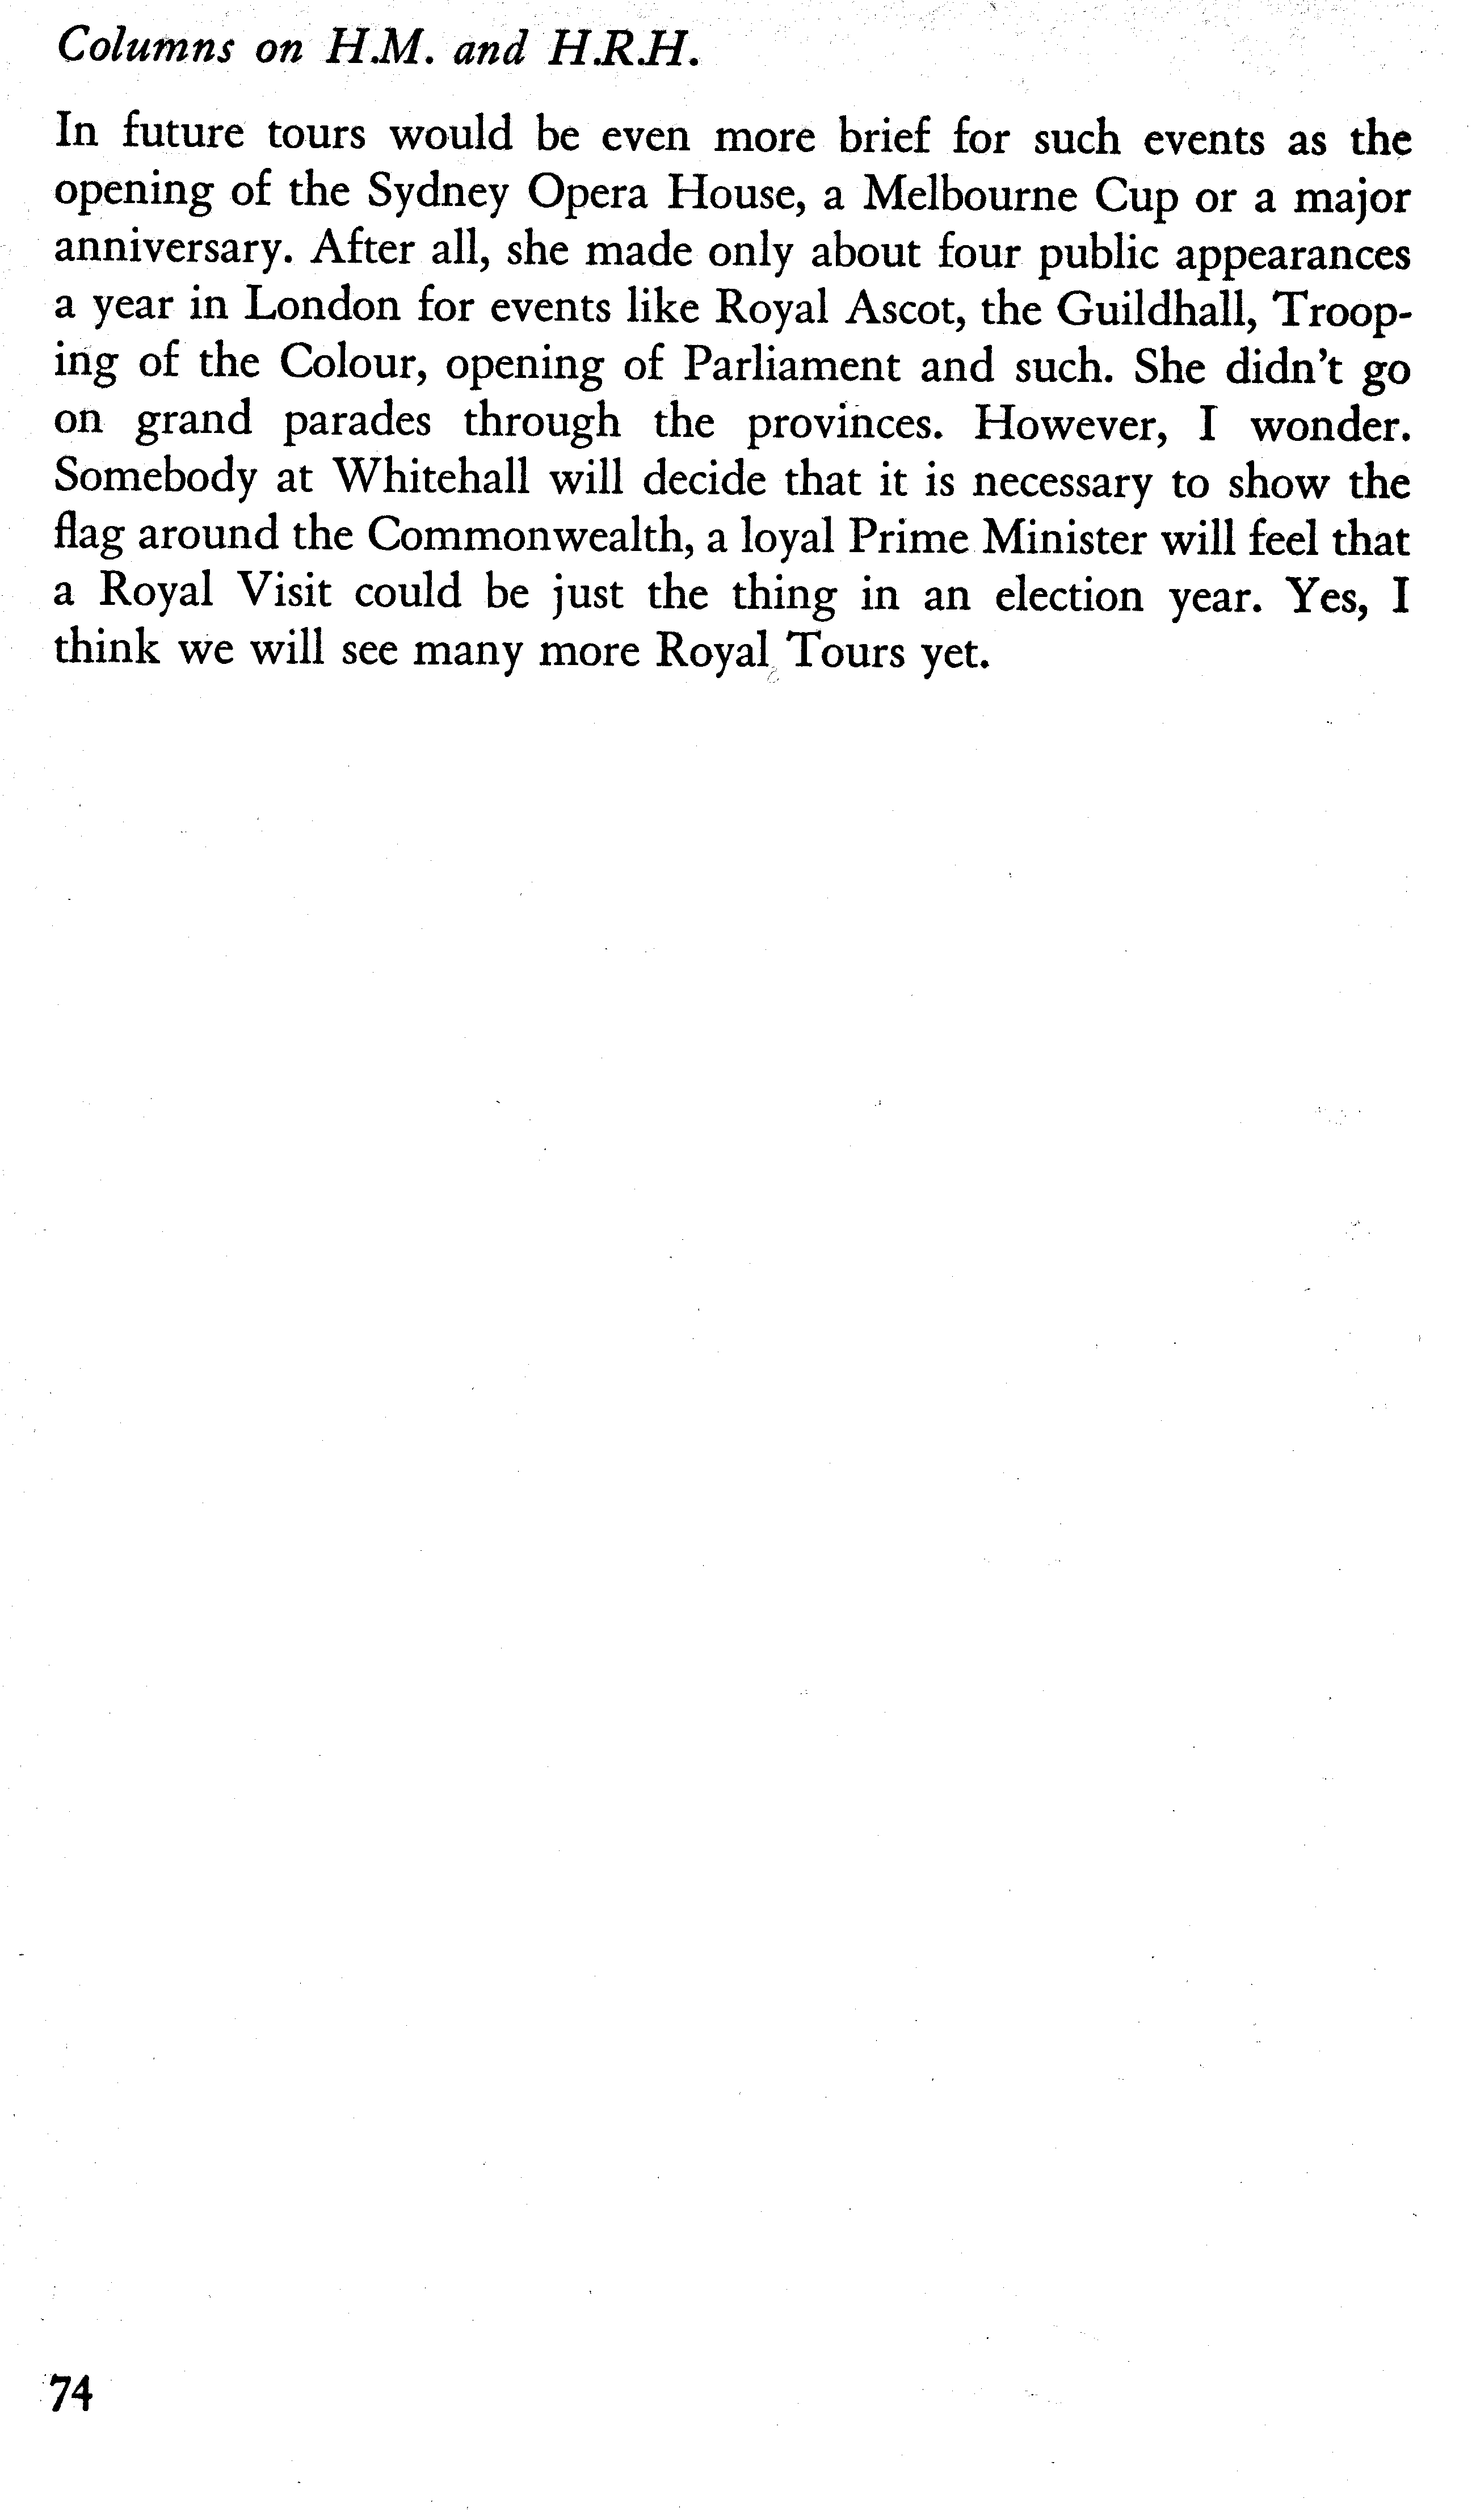 Columns on H.M. and H.R.H.
In future tours would be even more brief for such events as the
opening of the Sydney Opera House, a Melbourne Cup or a major
anniversary. After all, she made only about four public appearances
a year in London for events like Royal Ascot, the Guildhall, Troop-
ing of the Colour, opening of Parliament and such. She didn't go
on grand parades through the provinces. However, I wonder.
Somebody at Whitehall will decide that it is necessary to show the
flag around the Commonwealth, a loyal Prime Minister will feel that
a Royal Visit could be just the thing in an election year. Yes, I
think we will see many more Royal Tours yet.
74